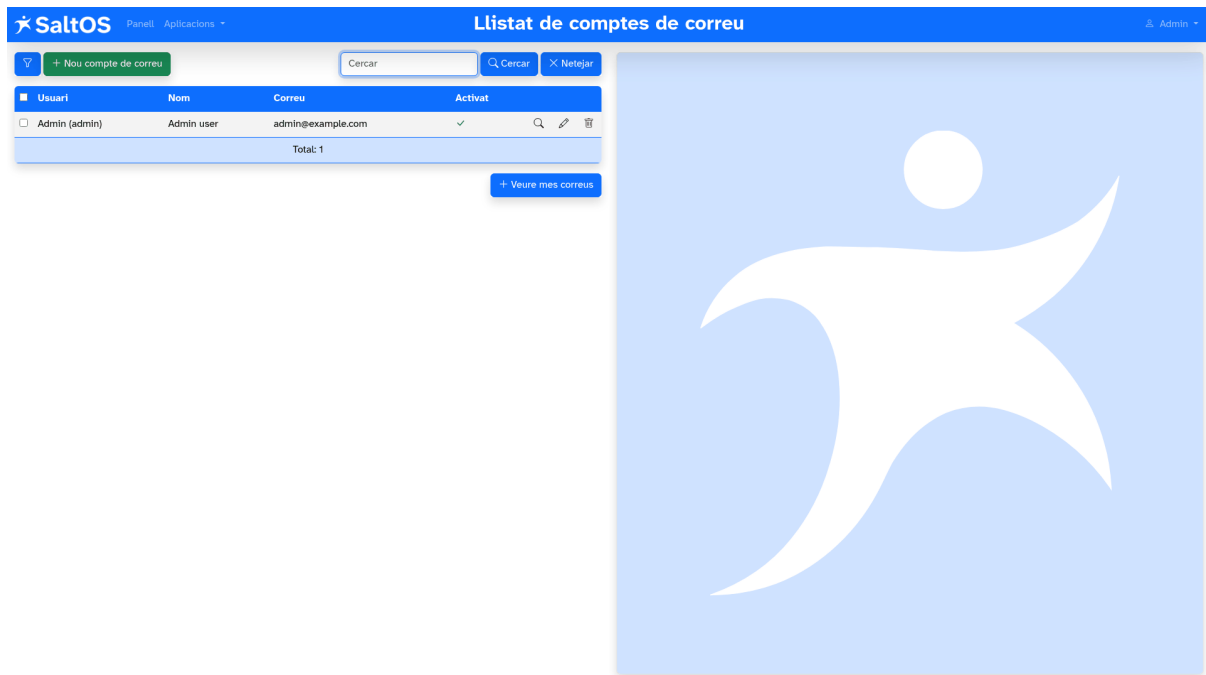 SaltOS Panell Aplicacions Llistat de comptes de correu Admin
+ Nou compte de correu Cercar Cercar Netejar
Usuari Nom Correu Activat
Admin (admin) Admin user admin@example.com
Total: 1
+ Veure mes correus